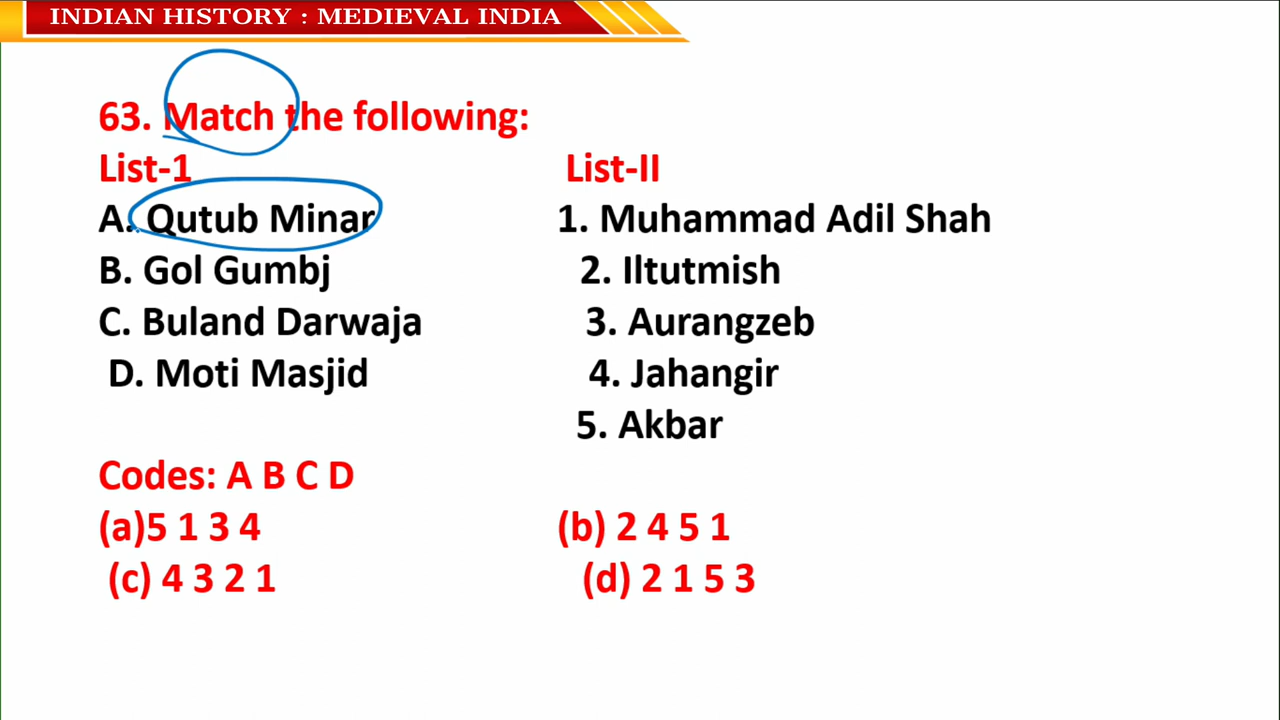 INDIAN HISTORY : MEDIEVAL INDIA
63. Match the following:
List-1 List-II
A. Qutub Minar 1. Muhammad Adil Shah
B. Gol Gumbj 2. Iltutmish
C. Buland Darwaja 3. Aurangzeb
D. Moti Masjid 4. Jahangir
5. Akbar
Codes: A B C D
(a)5 1 3 4 (b) 2 4 5 1
(c) 4 3 2 1 (d) 2 1 5 3